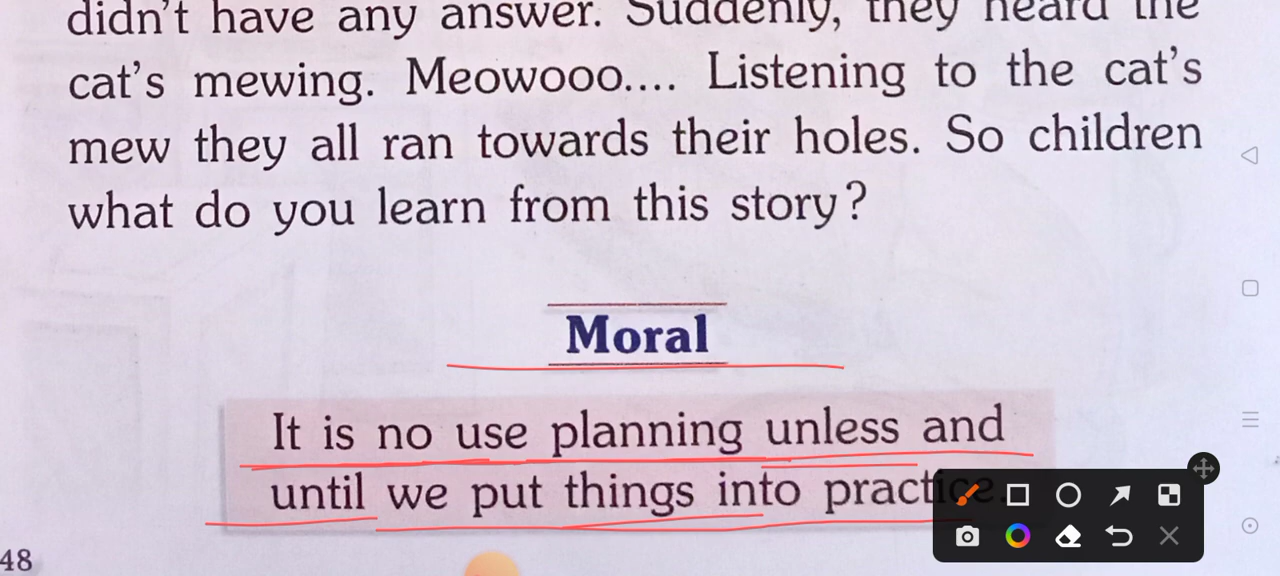 didn't have any answer. Suddenly, they heard the
cat's mewing. Meowooo.... Listening to the cat's
mew they all ran towards their holes. So children
what do you learn from this story?
Moral
It is no use planning unless and
until we put things into practice.
48